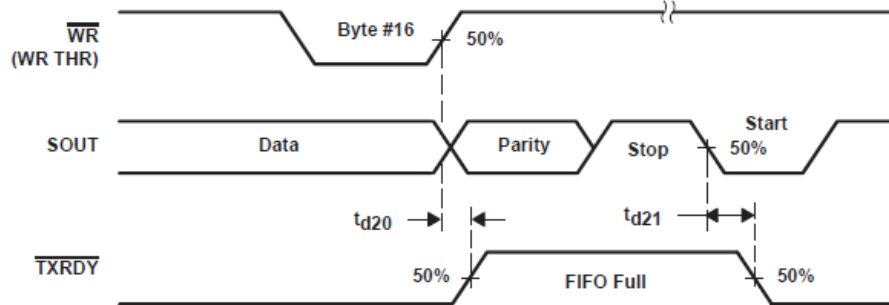 WR
(WR THR)
Byte #16
50%
SOUT
Data
Parity
Stop
Start
50%
td20
td21
TXRDY
50%
FIFO Full
50%